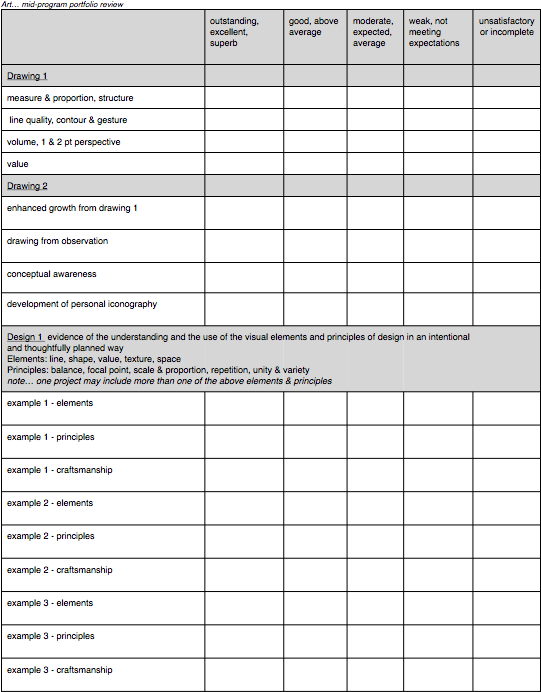 Art… mid-program portfolio review
outstanding, excellent, superb
good, above average
moderate, expected, average
weak, not meeting expectations
unsatisfactory or incomplete
Drawing 1
measure & proportion, structure
line quality, contour & gesture
volume, 1 & 2 pt perspective
value
Drawing 2
enhanced growth from drawing 1
drawing from observation
conceptual awareness
development of personal iconography
Design 1  evidence of the understanding and the use of the visual elements and principles of design in an intentional
and thoughtfully planned way
Elements: line, shape, value, texture, space
Principles: balance, focal point, scale & proportion, repetition, unity & variety
note… one project may include more than one of the above elements & principles
example 1 - elements
example 1 - principles
example 1 - craftsmanship
example 2 - elements
example 2 - principles
example 2 - craftsmanship
example 3 - elements
example 3 - principles
example 3 - craftsmanship